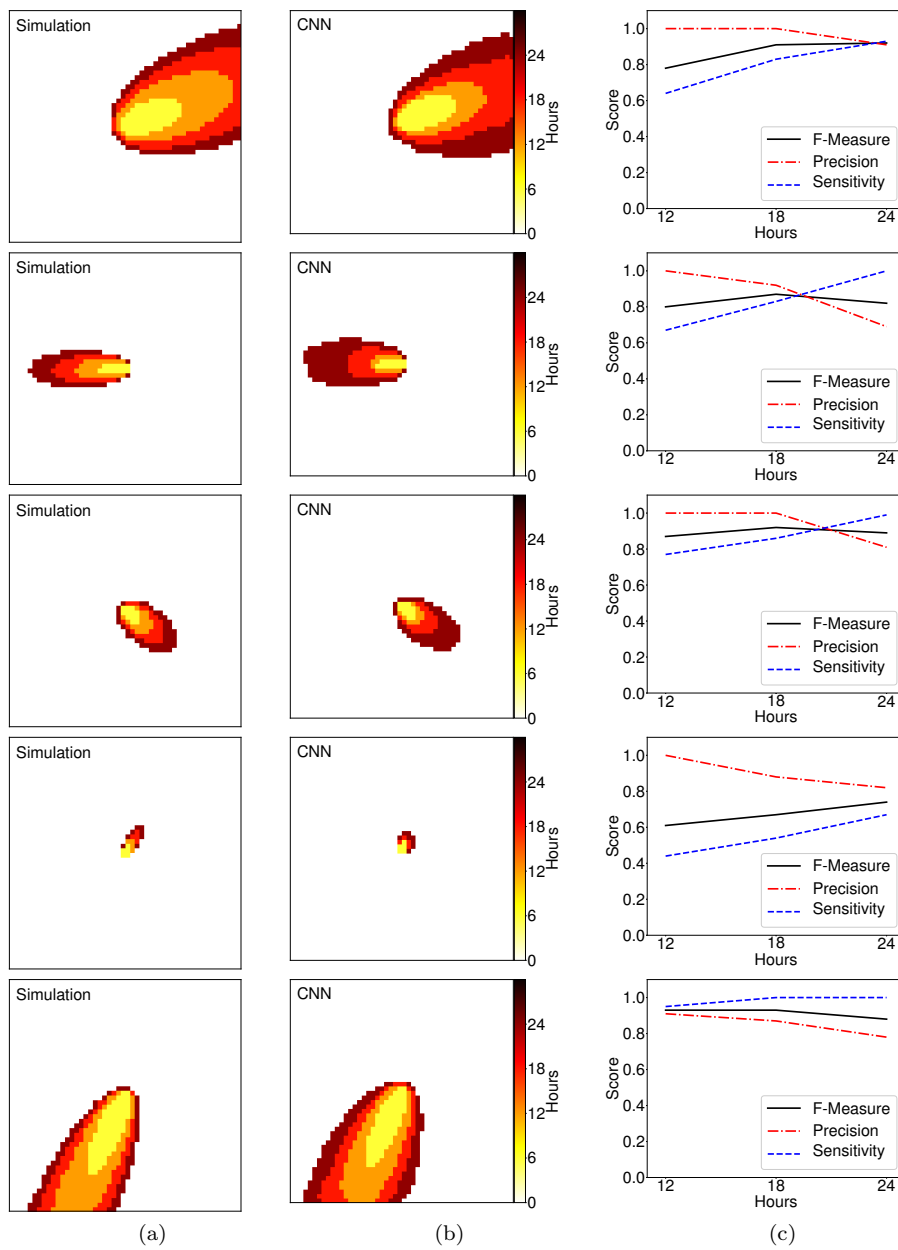 Simulation
CNN
24
18
12
6
0
Hours
1.0
0.8
0.6
0.4
0.2
0.0
Score
F-Measure
Precision
Sensitivity
12
18
24
Hours
Simulation
CNN
24
18
12
6
0
Hours
1.0
0.8
0.6
0.4
0.2
0.0
Score
F-Measure
Precision
Sensitivity
12
18
24
Hours
Simulation
CNN
24
18
12
6
0
Hours
1.0
0.8
0.6
0.4
0.2
0.0
Score
F-Measure
Precision
Sensitivity
12
18
24
Hours
Simulation
CNN
24
18
12
6
0
Hours
1.0
0.8
0.6
0.4
0.2
0.0
Score
F-Measure
Precision
Sensitivity
12
18
24
Hours
Simulation
CNN
24
18
12
6
0
Hours
1.0
0.8
0.6
0.4
0.2
0.0
Score
F-Measure
Precision
Sensitivity
12
18
24
Hours
(a)
(b)
(c)